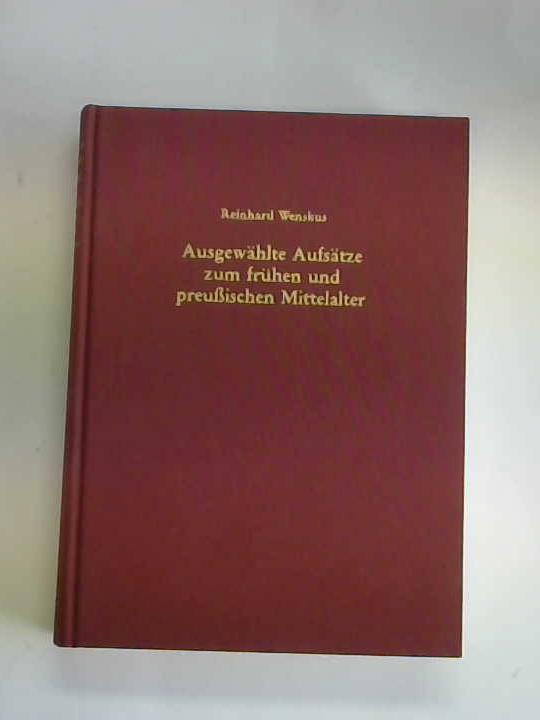 Reinhard Wenskus
Ausgewählte Aufsätze
zum frühen und
preußischen Mittelalter